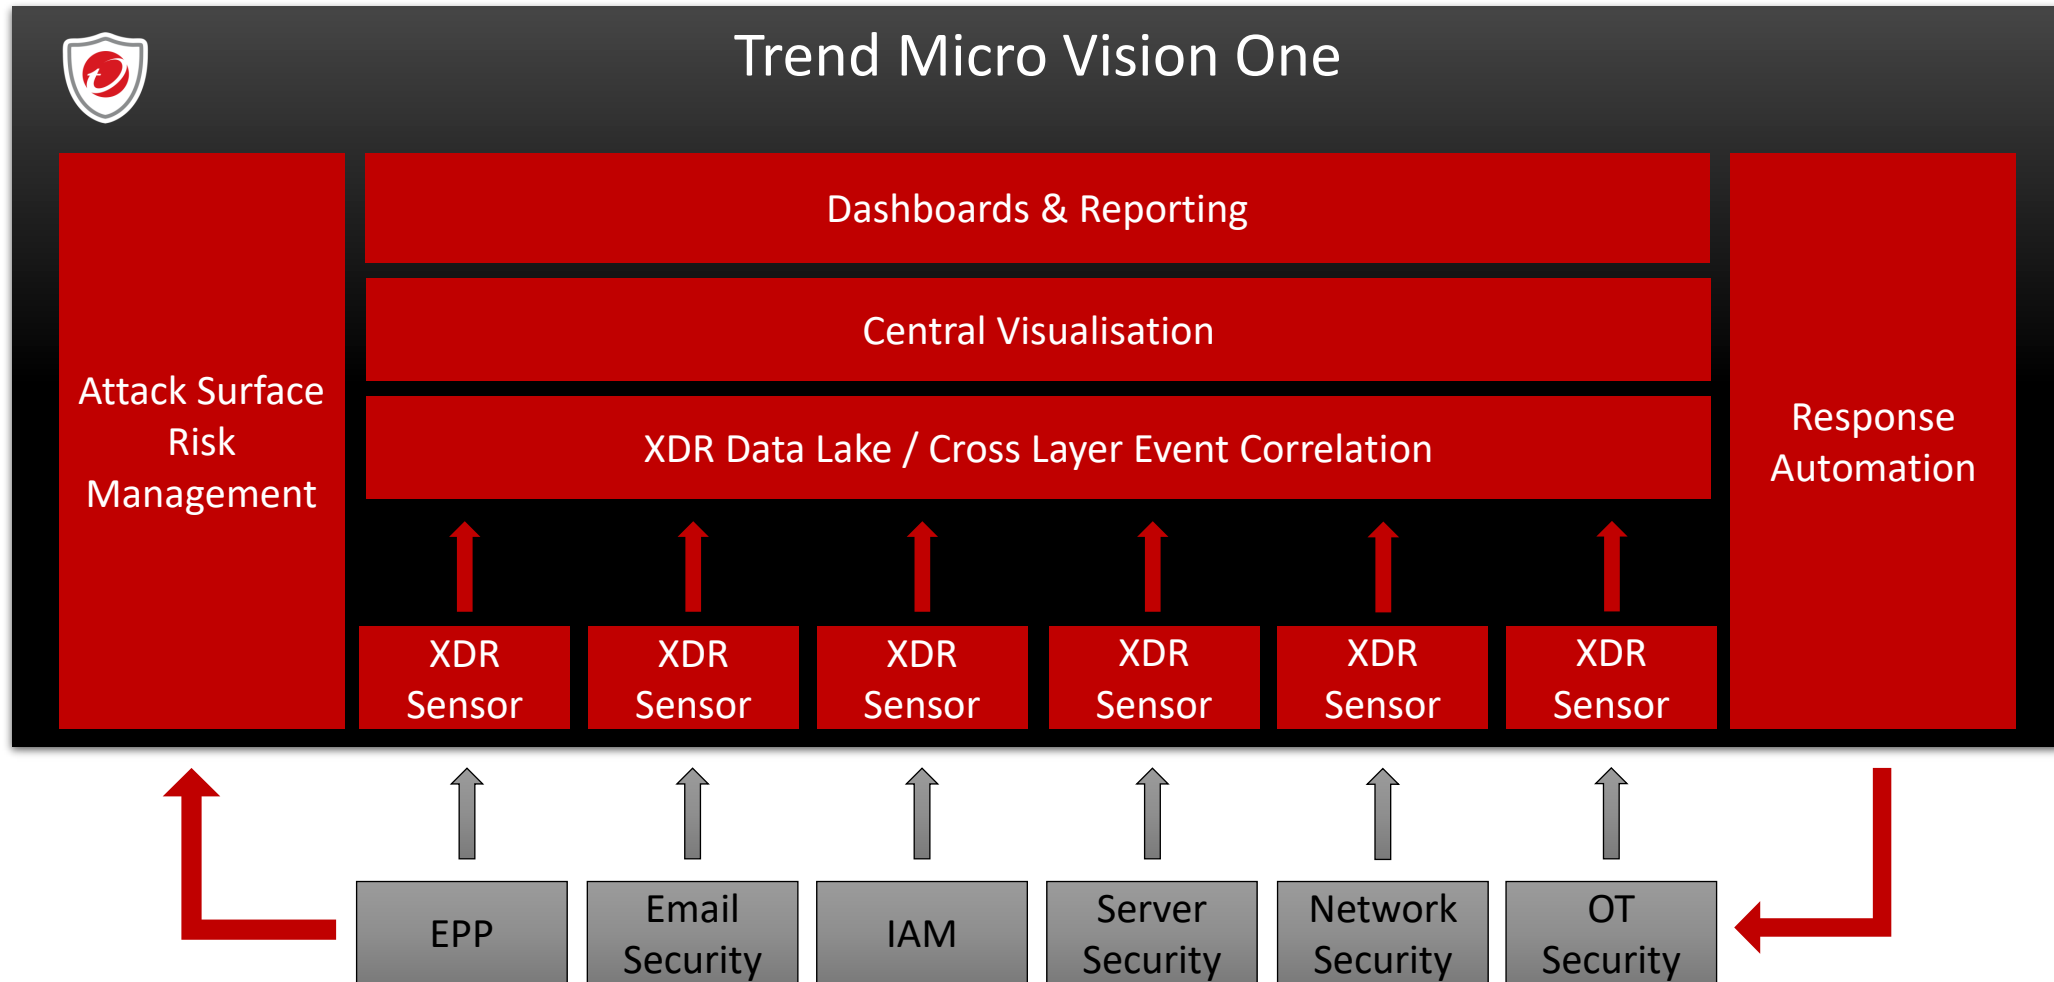 Trend Micro Vision One
Attack Surface
Risk
Management
Dashboards & Reporting
Central Visualisation
XDR Data Lake / Cross Layer Event Correlation
Response
Automation
XDR
Sensor
XDR
Sensor
XDR
Sensor
XDR
Sensor
XDR
Sensor
XDR
Sensor
EPP
Email
Security
IAM
Server
Security
Network
Security
OT
Security